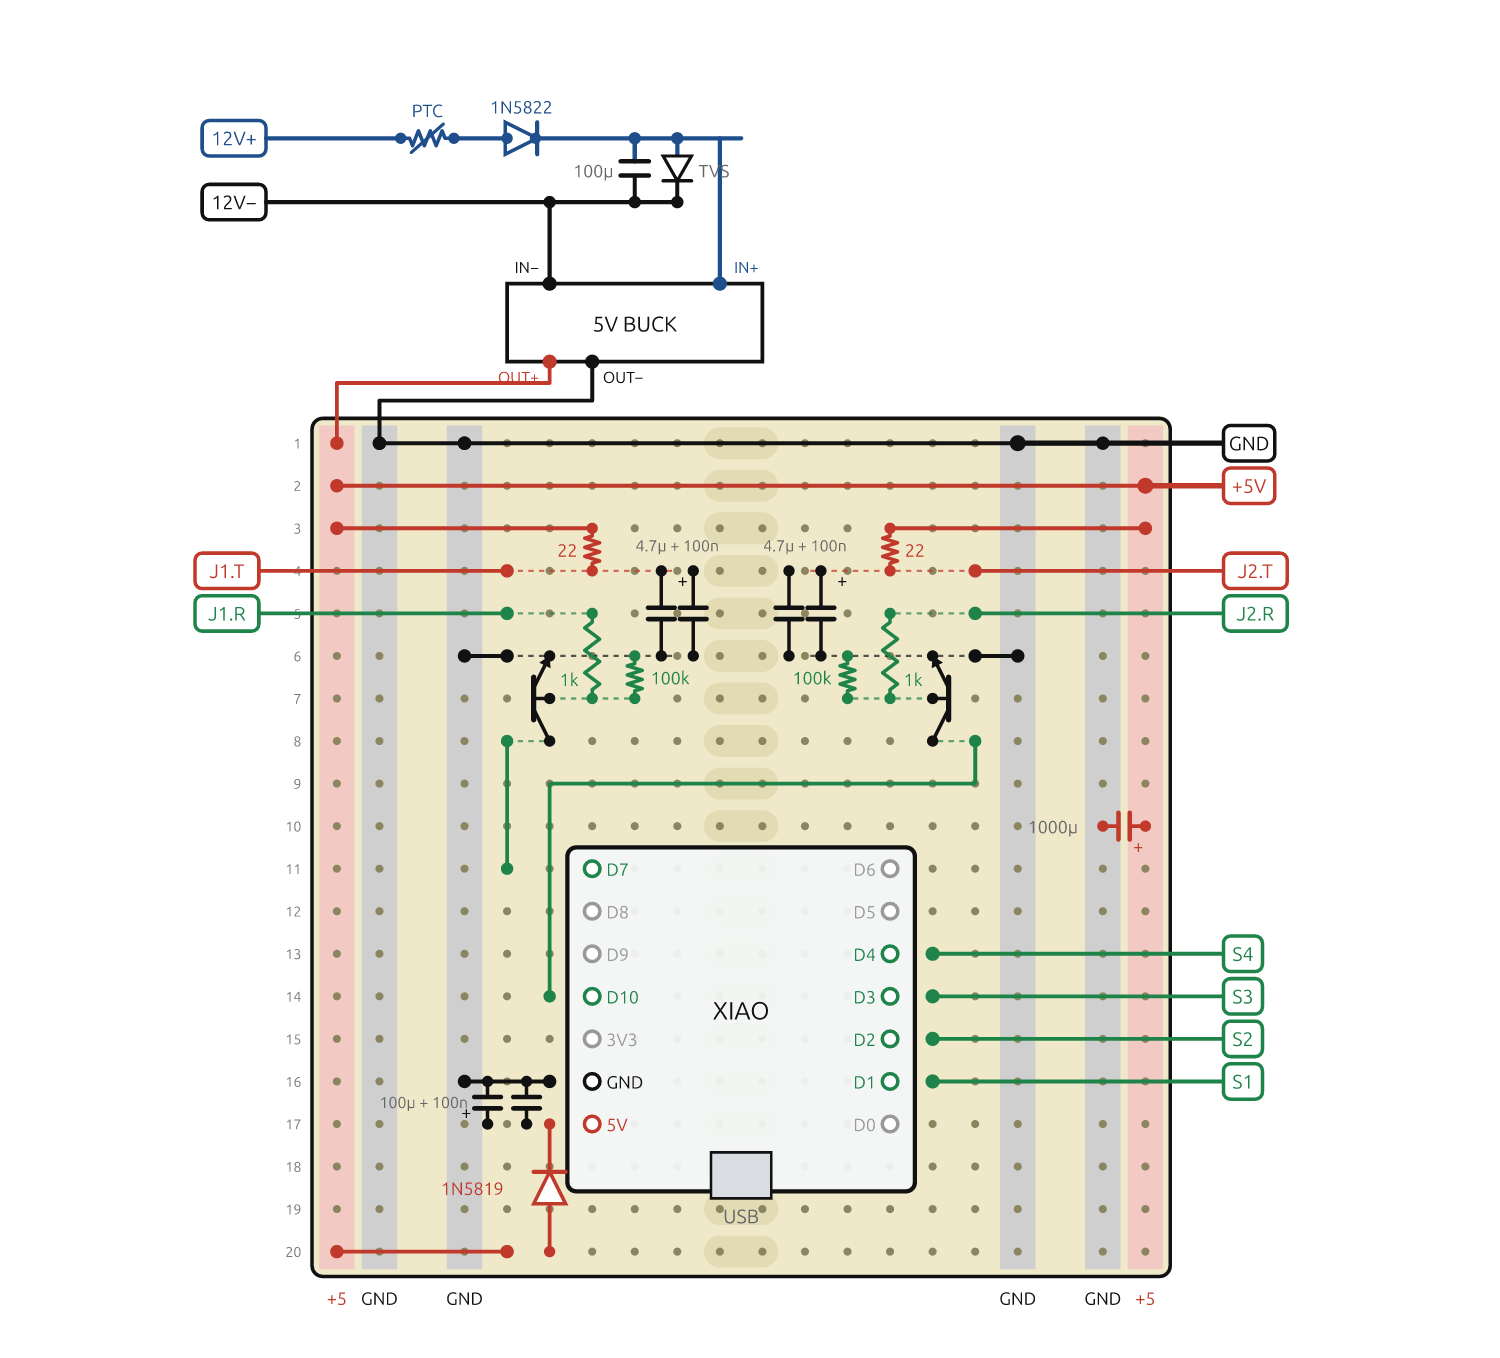 PTC
1N5822
12V+
100µ
TVS
12V−
IN−
IN+
5V BUCK
OUT+
OUT−
1
GND
2
+5V
3
22
4.7µ + 100n
4.7µ + 100n
22
J1.T
4
+
+
J2.T
J1.R
5
J2.R
6
1k
100k
100k
1k
7
8
9
10
1000µ
+
11
D7
D6
12
D8
D5
13
D9
D4
S4
14
D10
XIAO
D3
S3
15
3V3
D2
S2
16
GND
D1
S1
100µ + 100n
+
17
5V
D0
18
1N5819
19
USB
20
+5
GND
GND
GND
GND
+5